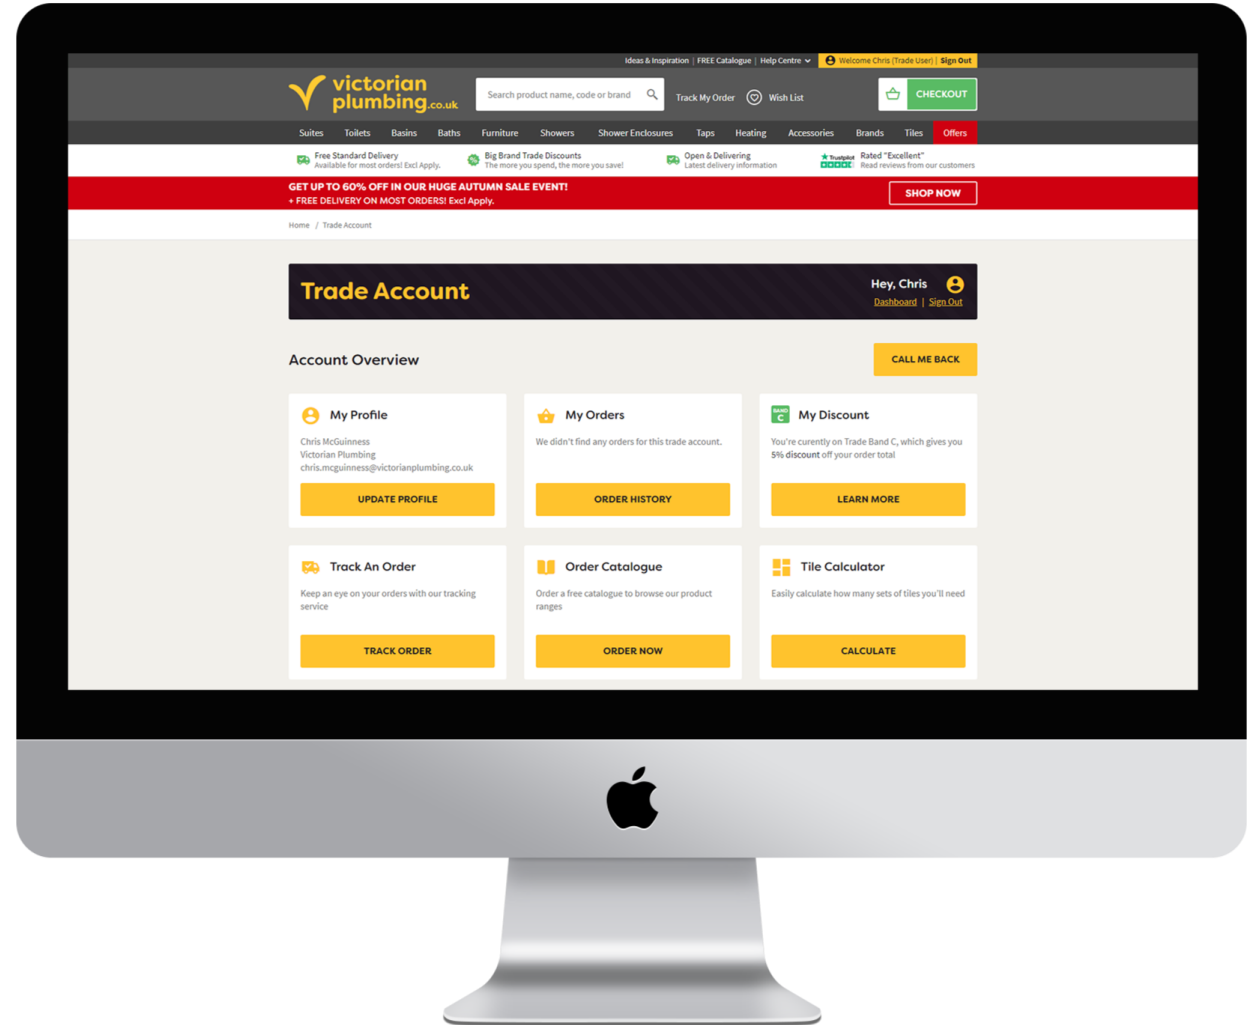 Ideas & Inspiration | FREE Catalogue | Help Centre
Welcome Chris (Trade User) | Sign Out
victorian
plumbing.co.uk
Search product name, code or brand
Track My Order
Wish List
CHECKOUT
Suites Toilets Basins Baths Furniture Showers Shower Enclosures Taps Heating Accessories Brands Tiles Offers
Free Standard Delivery
Available for most orders! Excl Apply.
Big Brand Trade Discounts
The more you spend, the more you save!
Open & Delivering
Latest delivery information
Trustpilot
Rated "Excellent"
Read reviews from our customers
GET UP TO 60% OFF IN OUR HUGE AUTUMN SALE EVENT!
+ FREE DELIVERY ON MOST ORDERS! Excl Apply.
SHOP NOW
Home / Trade Account
Trade Account
Hey, Chris
Dashboard | Sign Out
Account Overview
CALL ME BACK
My Profile
Chris McGuinness
Victorian Plumbing
chris.mcguinness@victorianplumbing.co.uk
UPDATE PROFILE
My Orders
We didn't find any orders for this trade account.
ORDER HISTORY
BAND
C
My Discount
You're curently on Trade Band C, which gives you
5% discount off your order total
LEARN MORE
Track An Order
Keep an eye on your orders with our tracking
service
TRACK ORDER
Order Catalogue
Order a free catalogue to browse our product
ranges
ORDER NOW
Tile Calculator
Easily calculate how many sets of tiles you'll need
CALCULATE